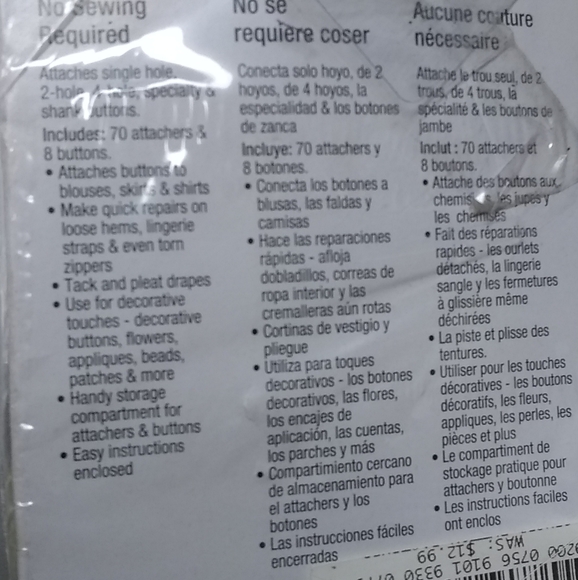 No Sewing
Required
Attaches single hole,
2-hole, 4-hole, specialty &
shank buttons.
Includes: 70 attachers &
8 buttons.
• Attaches buttons to
blouses, skirts & shirts
• Make quick repairs on
loose hems, lingerie
straps & even torn
zippers
• Tack and pleat drapes
• Use for decorative
touches - decorative
buttons, flowers,
appliques, beads,
patches & more
• Handy storage
compartment for
attachers & buttons
• Easy instructions
enclosed
No se
requiere coser
Conecta solo hoyo, de 2
hoyos, de 4 hoyos, la
especialidad & los botones
de zanca
Incluye: 70 attachers y
8 botones.
• Conecta los botones a
blusas, las faldas y
camisas
• Hace las reparaciones
rápidas - afloja
dobladillos, correas de
ropa interior y las
cremalleras aún rotas
• Cortinas de vestigio y
pliegue
• Utiliza para toques
decorativos - los botones
decorativos, las flores,
los encajes de
aplicación, las cuentas,
los parches y más
• Compartimiento cercano
de almacenamiento para
el attachers y los
botones
• Las instrucciones fáciles
encerradas
Aucune couture
nécessaire
Attache le trou seul, de 2
trous, de 4 trous, la
spécialité & les boutons de
jambe
Inclut : 70 attachers et
8 boutons.
• Attache des boutons aux
les jupes y
les chemises
• Fait des réparations
rapides - les ourlets
détachés, la lingerie
sangle y les fermetures
à glissière même
déchirées
• La piste et plisse des
tentures.
• Utiliser pour les touches
décoratives - les boutons
décoratifs, les fleurs,
appliques, les perles, les
pièces et plus
• Le compartiment de
stockage pratique pour
attachers y boutonne
• Les instructions faciles
ont enclos
WAS: $12.99
0200 0756 9101 9330